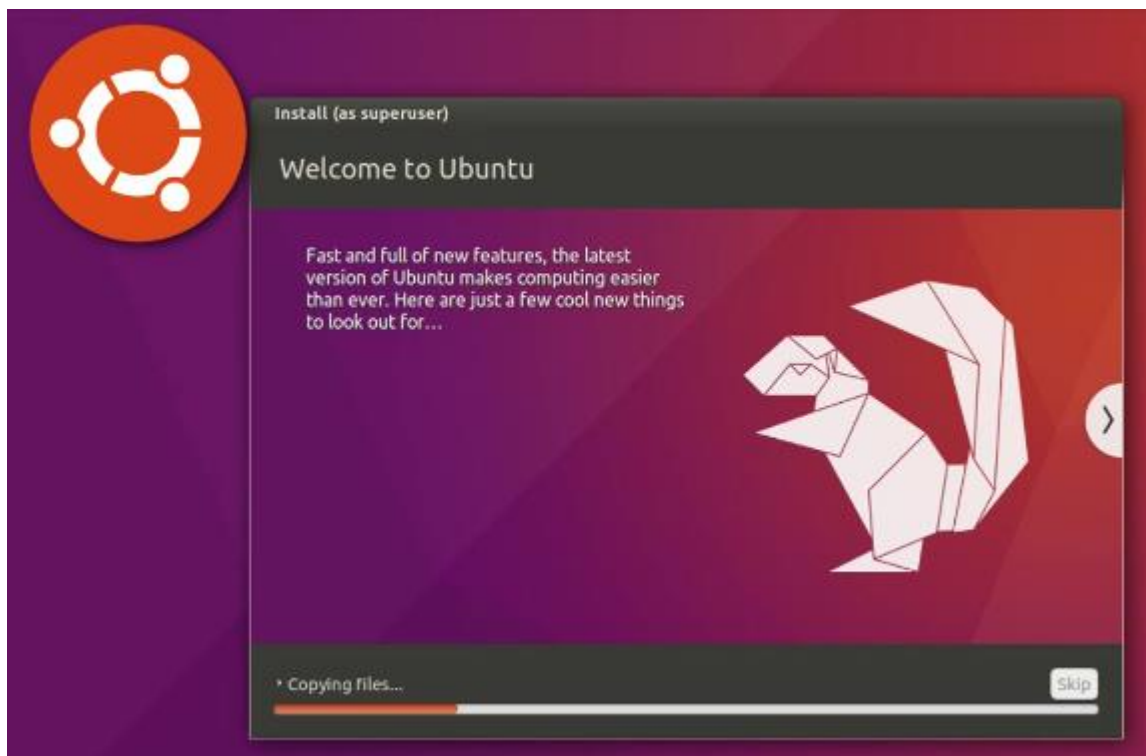 Install (as superuser)
Welcome to Ubuntu
Fast and full of new features, the latest
version of Ubuntu makes computing easier
than ever. Here are just a few cool new things
to look out for...
Copying files...
Skip